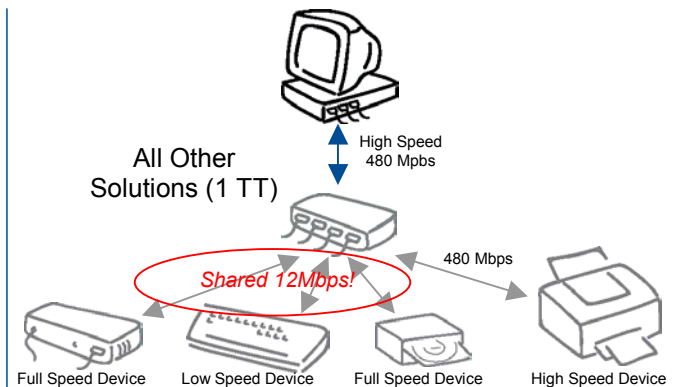 High Speed
480 Mpbs
All Other
Solutions (1 TT)
480 Mbps
Shared 12Mbps!
Full Speed Device
Low Speed Device
Full Speed Device
High Speed Device